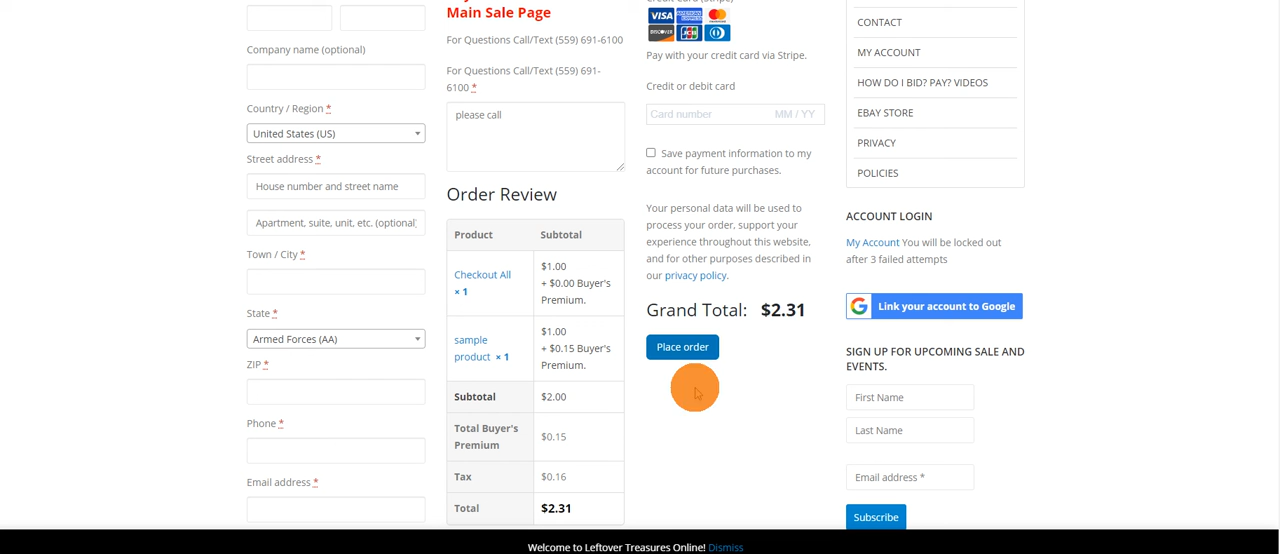 Company name (optional)
Country / Region *
United States (US)
Street address *
House number and street name
Apartment, suite, unit, etc. (optional)
Town / City *
State *
Armed Forces (AA)
ZIP *
Phone *
Email address *
Main Sale Page
For Questions Call/Text (559) 691-6100
For Questions Call/Text (559) 691-
6100 *
please call
Order Review
Product Subtotal
Checkout All
× 1
$1.00
+ $0.00 Buyer's
Premium.
sample
product × 1
$1.00
+ $0.15 Buyer's
Premium.
Subtotal $2.00
Total Buyer's
Premium
$0.15
Tax $0.16
Total $2.31
VISA
AMERICAN EXPRESS
DISCOVER
JCB
Pay with your credit card via Stripe.
Credit or debit card
Card number MM / YY
Save payment information to my
account for future purchases.
Your personal data will be used to
process your order, support your
experience throughout this website,
and for other purposes described in
our privacy policy.
Grand Total: $2.31
Place order
CONTACT
MY ACCOUNT
HOW DO I BID? PAY? VIDEOS
EBAY STORE
PRIVACY
POLICIES
ACCOUNT LOGIN
My Account You will be locked out
after 3 failed attempts
Link your account to Google
SIGN UP FOR UPCOMING SALE AND
EVENTS.
First Name
Last Name
Email address *
Subscribe
Welcome to Leftover Treasures Online! Dismiss